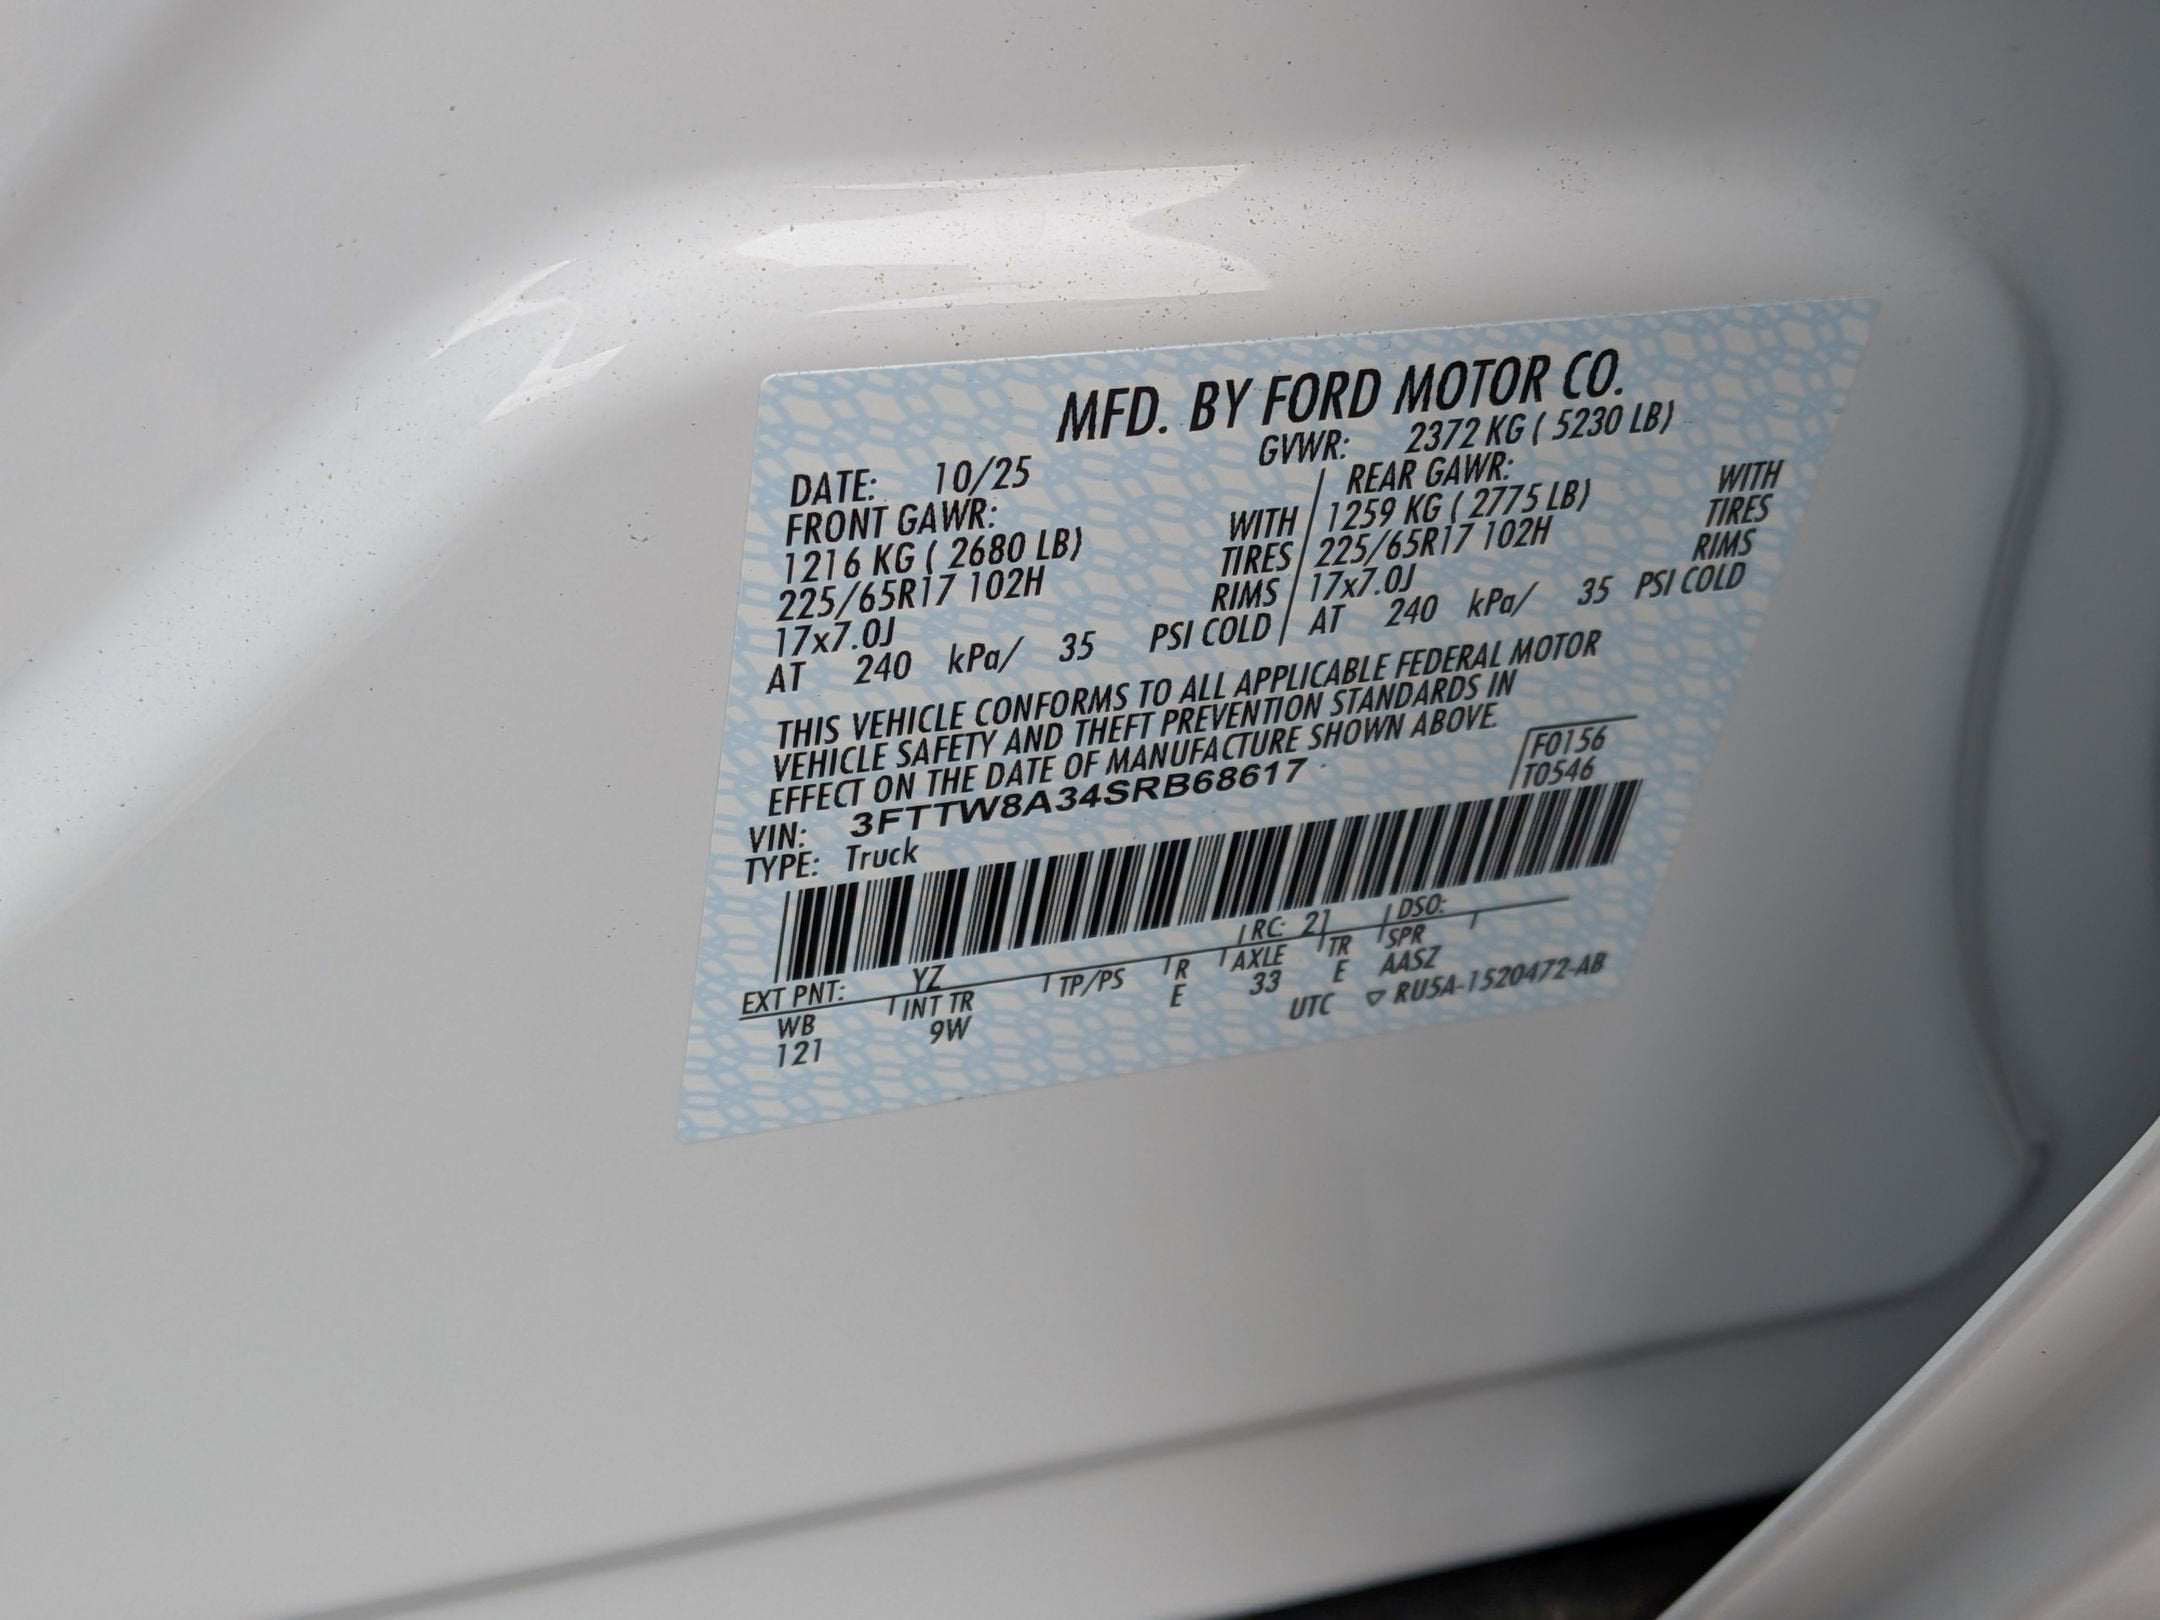 MFD. BY FORD MOTOR CO.
DATE: 10/25 GVWR: 2372 KG ( 5230 LB)
FRONT GAWR: REAR GAWR:
1216 KG ( 2680 LB) WITH 1259 KG ( 2775 LB) WITH
225/65R17 102H TIRES 225/65R17 102H TIRES
17x7.0J RIMS 17x7.0J RIMS
AT 240 kPa/ 35 PSI COLD AT 240 kPa/ 35 PSI COLD
THIS VEHICLE CONFORMS TO ALL APPLICABLE FEDERAL MOTOR
VEHICLE SAFETY AND THEFT PREVENTION STANDARDS IN
EFFECT ON THE DATE OF MANUFACTURE SHOWN ABOVE.
VIN: 3FTTW8A34SRB68617 F0156
TYPE: Truck T0546
EXT PNT: YZ RC: 21 DSO:
WB INT TR TP/PS R AXLE TR SPR
121 9W E 33 E AASZ
UTC ▽ RU5A-1520472-AB